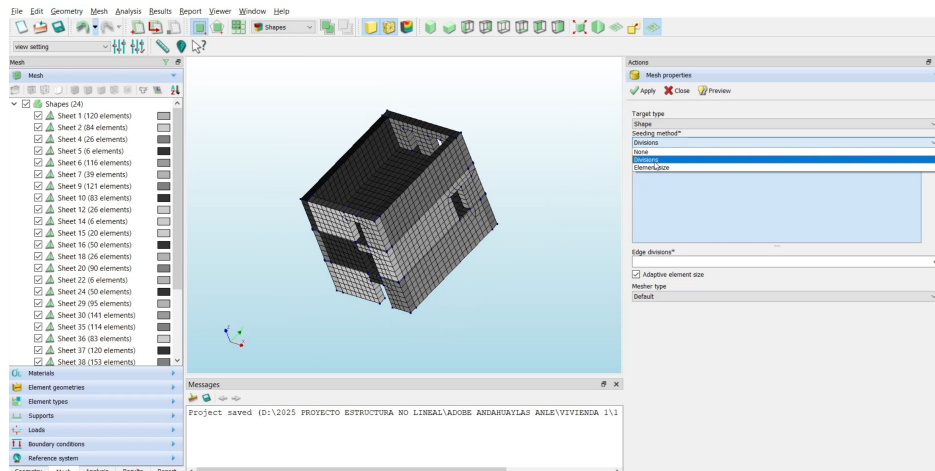 File Edit Geometry Mesh Analysis Results Report Viewer Window Help
Shapes
view setting
Mesh
Mesh
Shapes (24)
Sheet 1 (120 elements)
Sheet 2 (84 elements)
Sheet 4 (26 elements)
Sheet 5 (6 elements)
Sheet 6 (116 elements)
Sheet 7 (39 elements)
Sheet 9 (121 elements)
Sheet 10 (83 elements)
Sheet 12 (26 elements)
Sheet 14 (6 elements)
Sheet 15 (20 elements)
Sheet 16 (50 elements)
Sheet 18 (26 elements)
Sheet 20 (90 elements)
Sheet 22 (6 elements)
Sheet 24 (50 elements)
Sheet 29 (95 elements)
Sheet 30 (141 elements)
Sheet 35 (114 elements)
Sheet 36 (83 elements)
Sheet 37 (120 elements)
Sheet 38 (153 elements)
Materials
Element geometries
Element types
Supports
Loads
Boundary conditions
Reference system
Geometry Mesh Analysis Results Report
Messages
Project saved (D:\2025 PROYECTO ESTRUCTURA NO LINEAL\ADOBE ANDAHUAYLAS ANLE\VIVIENDA 1\1
Actions
Mesh properties
Apply Close Preview
Target type
Shape
Seeding method*
Divisions
None
Divisions
Element size
Edge divisions*
Adaptive element size
Mesher type
Default